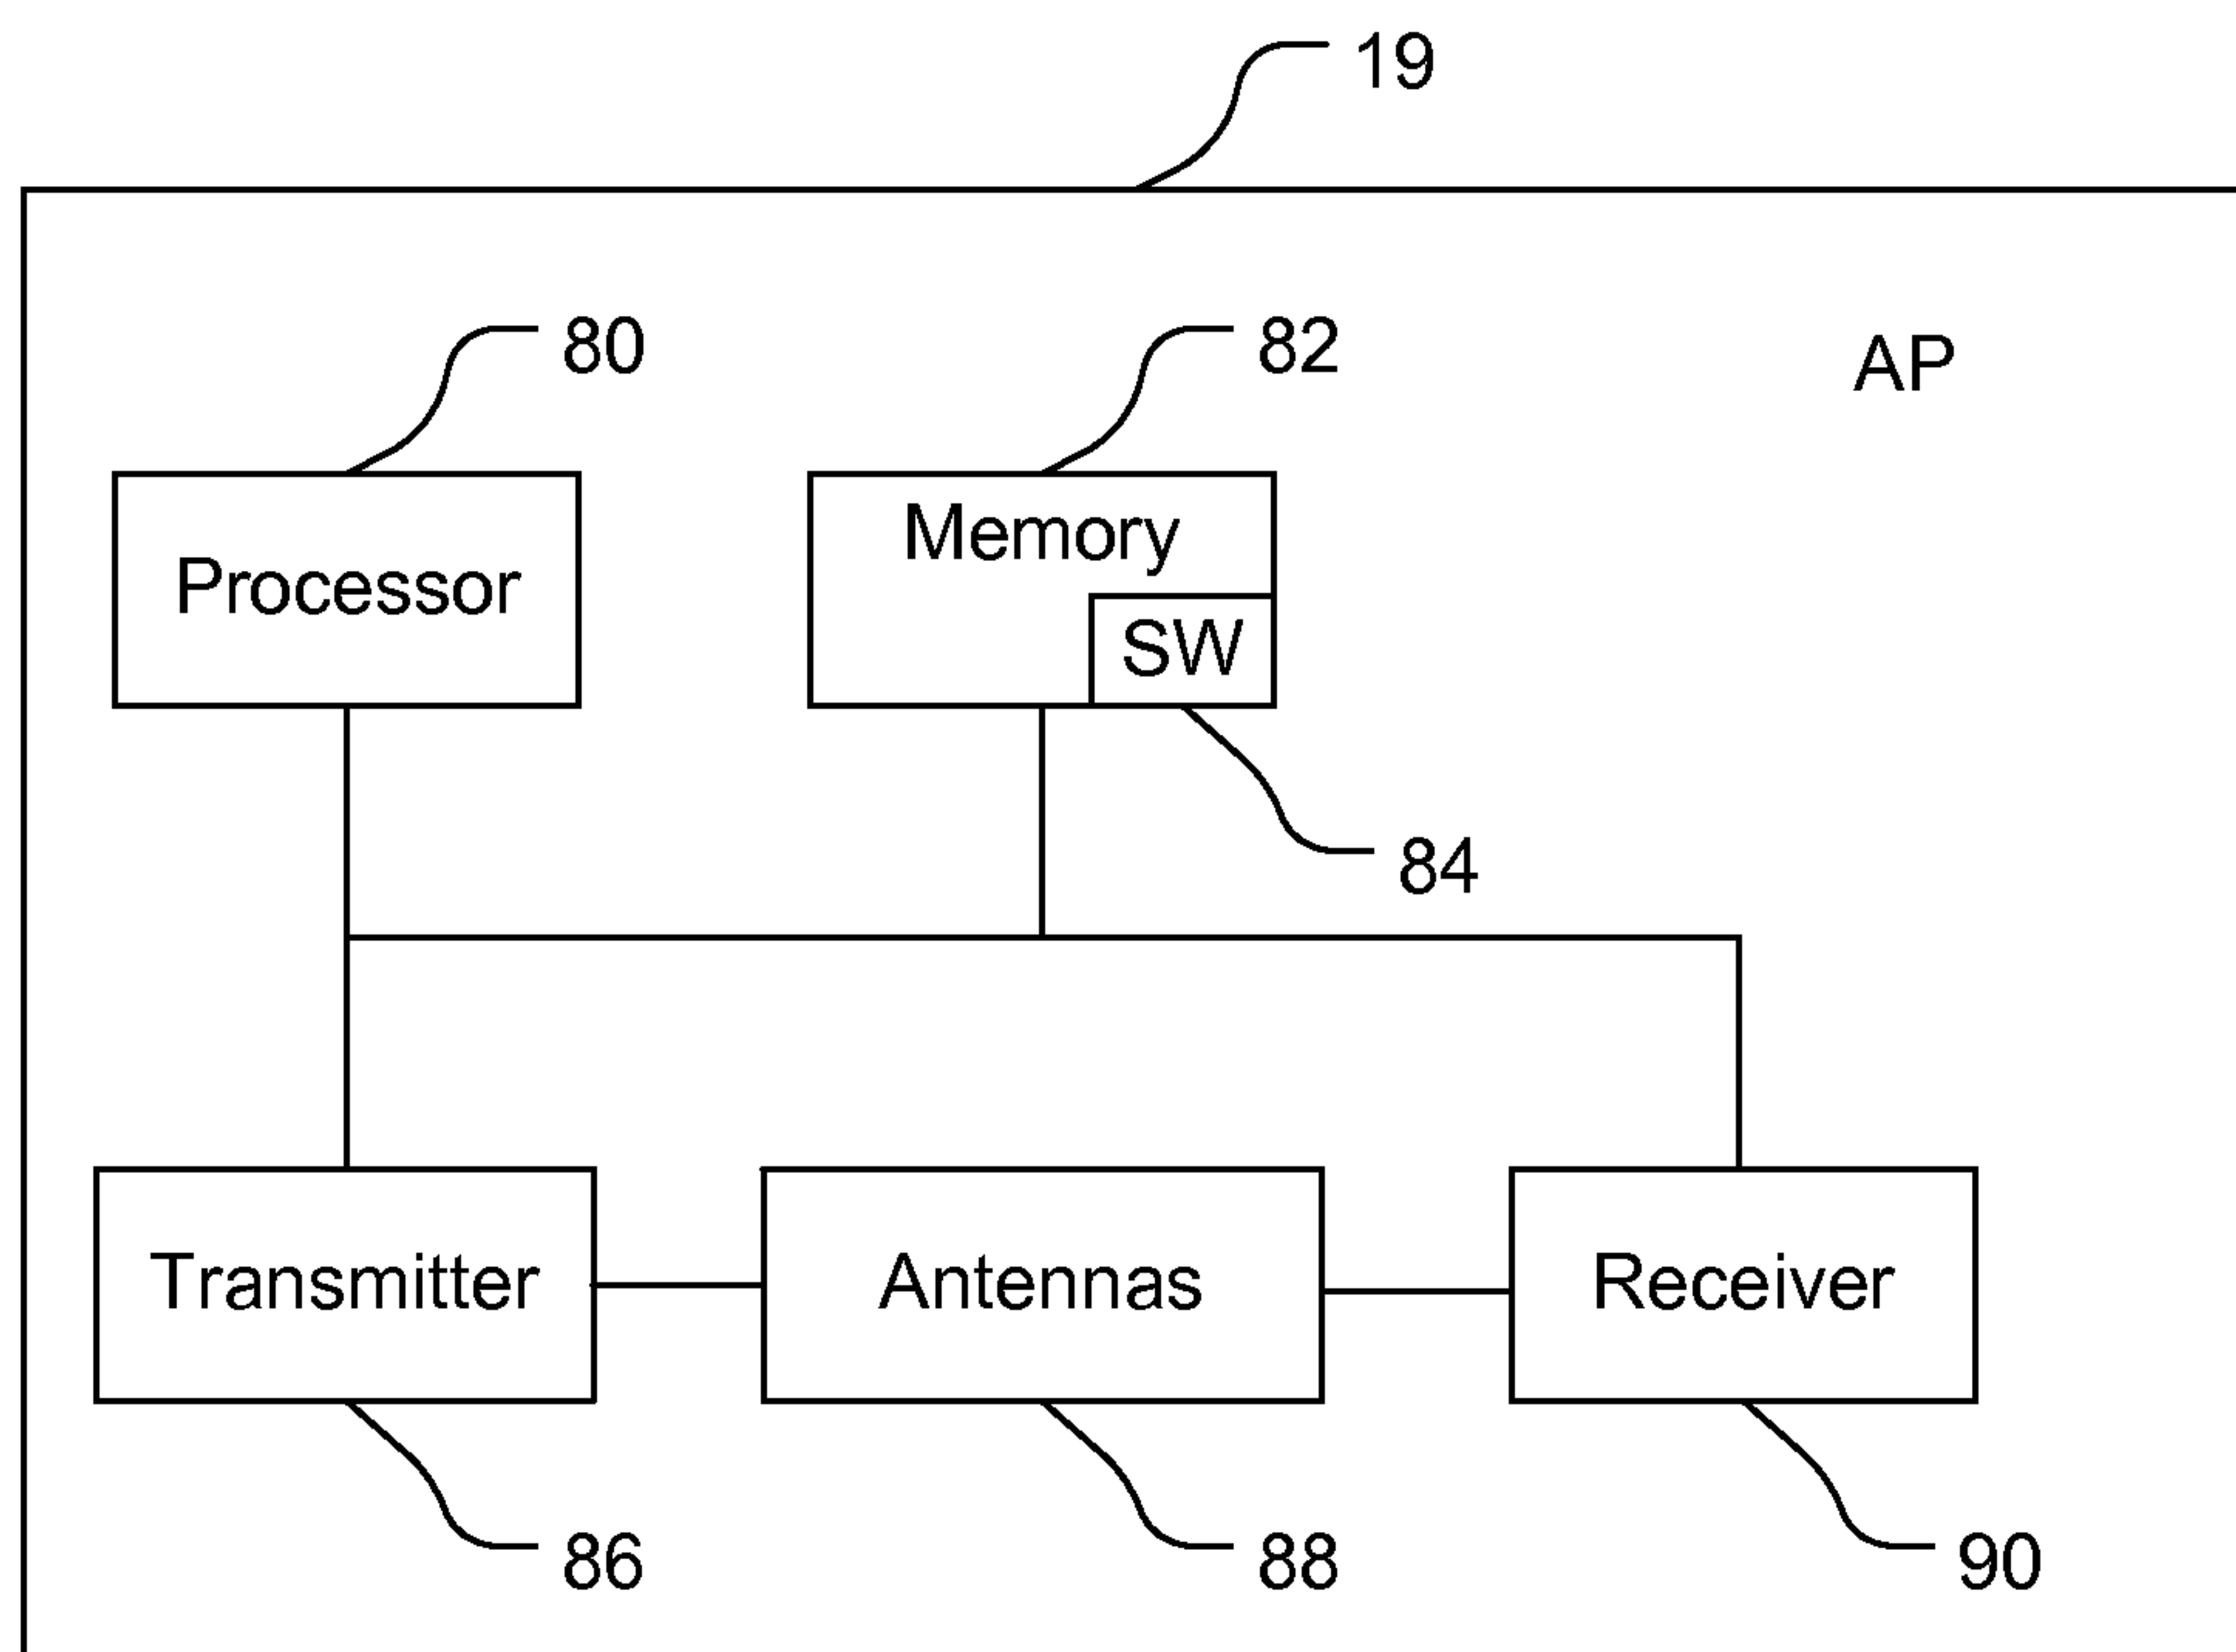 19
80
82
AP
Processor
Memory
SW
84
Transmitter
Antennas
Receiver
86
88
90